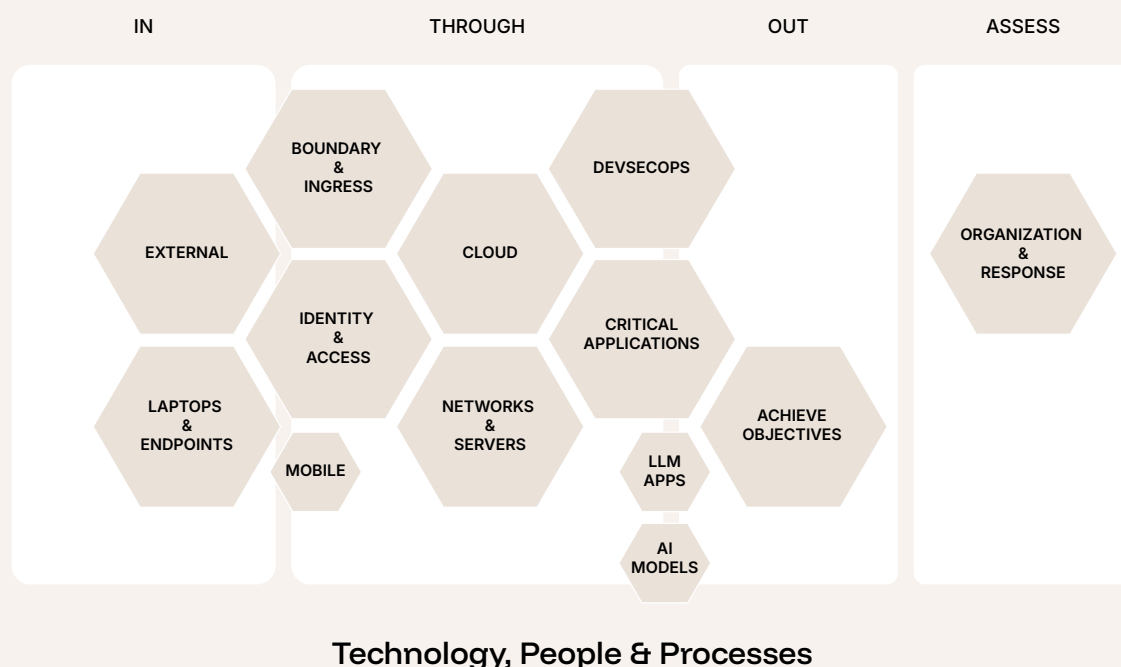 IN
THROUGH
OUT
ASSESS
BOUNDARY
&
INGRESS
DEVSECOPS
EXTERNAL
CLOUD
ORGANIZATION
&
RESPONSE
IDENTITY
&
ACCESS
CRITICAL
APPLICATIONS
LAPTOPS
&
ENDPOINTS
NETWORKS
&
SERVERS
ACHIEVE
OBJECTIVES
MOBILE
LLM
APPS
AI
MODELS
Technology, People & Processes